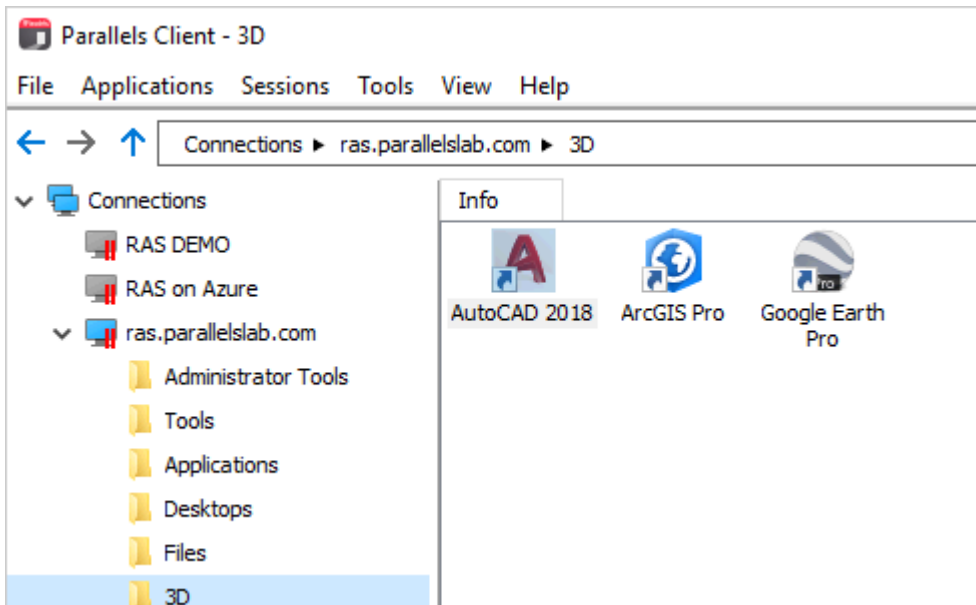 Parallels Client - 3D
File Applications Sessions Tools View Help
Connections ▶ ras.parallelslab.com ▶ 3D
Connections
RAS DEMO
RAS on Azure
ras.parallelslab.com
Administrator Tools
Tools
Applications
Desktops
Files
3D
Info
AutoCAD 2018
ArcGIS Pro
Google Earth
Pro